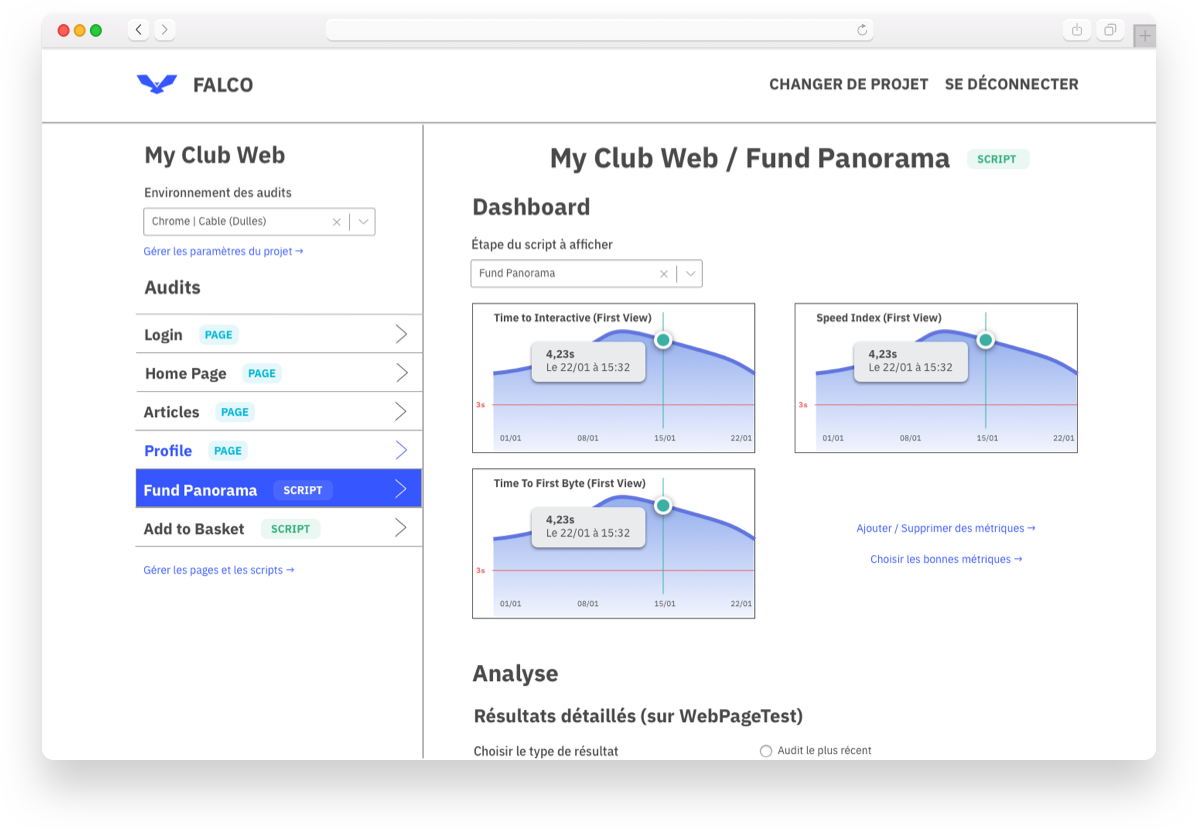 FALCO
CHANGER DE PROJET SE DÉCONNECTER
My Club Web
Environnement des audits
Chrome | Cable (Dulles)
Gérer les paramètres du projet →
Audits
Login PAGE
Home Page PAGE
Articles PAGE
Profile PAGE
Fund Panorama SCRIPT
Add to Basket SCRIPT
Gérer les pages et les scripts →
My Club Web / Fund Panorama SCRIPT
Dashboard
Étape du script à afficher
Fund Panorama
Time to Interactive (First View)
4,23s
Le 22/01 à 15:32
3s
01/01 08/01 15/01 22/01
Speed Index (First View)
4,23s
Le 22/01 à 15:32
3s
01/01 08/01 15/01 22/01
Time To First Byte (First View)
4,23s
Le 22/01 à 15:32
3s
01/01 08/01 15/01 22/01
Ajouter / Supprimer des métriques →
Choisir les bonnes métriques →
Analyse
Résultats détaillés (sur WebPageTest)
Choisir le type de résultat
Audit le plus récent